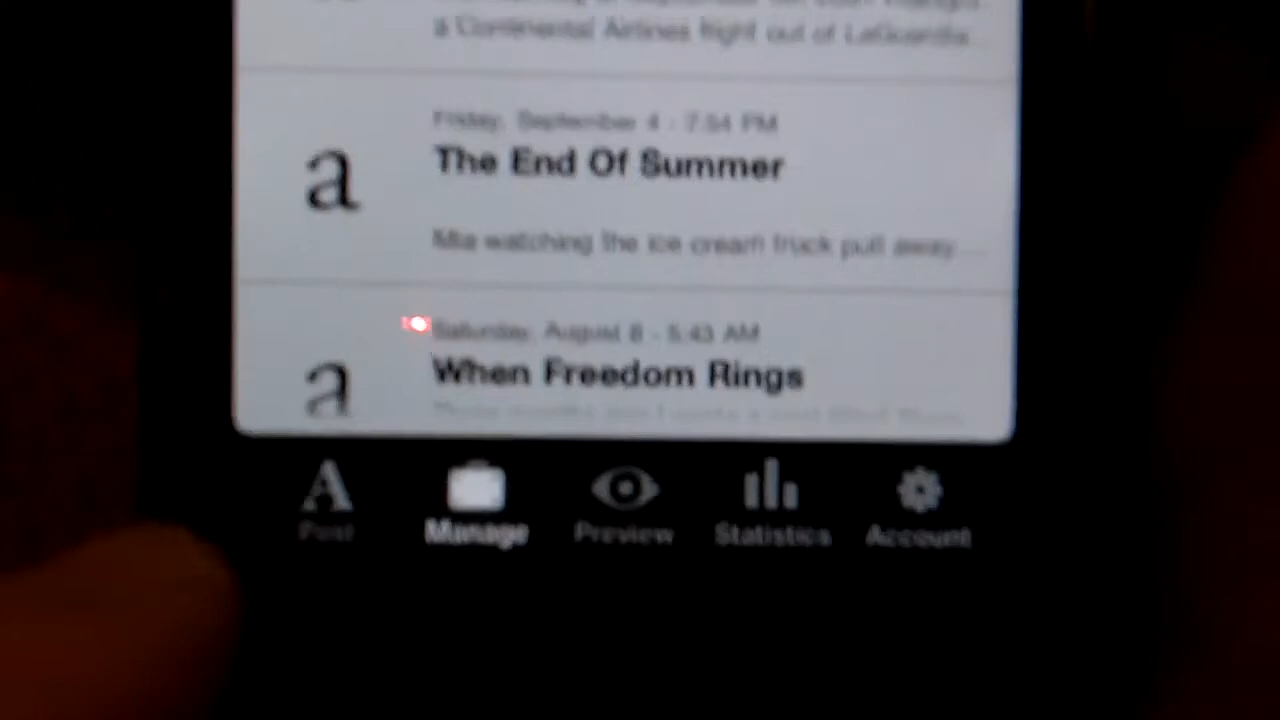 a Continental Airlines flight out of LaGuardia...
Friday, September 4 - 7:54 PM
a
The End Of Summer
Mia watching the ice cream truck pull away...
Saturday, August 8 - 5:43 AM
a
When Freedom Rings
Post
Manage
Preview
Statistics
Account